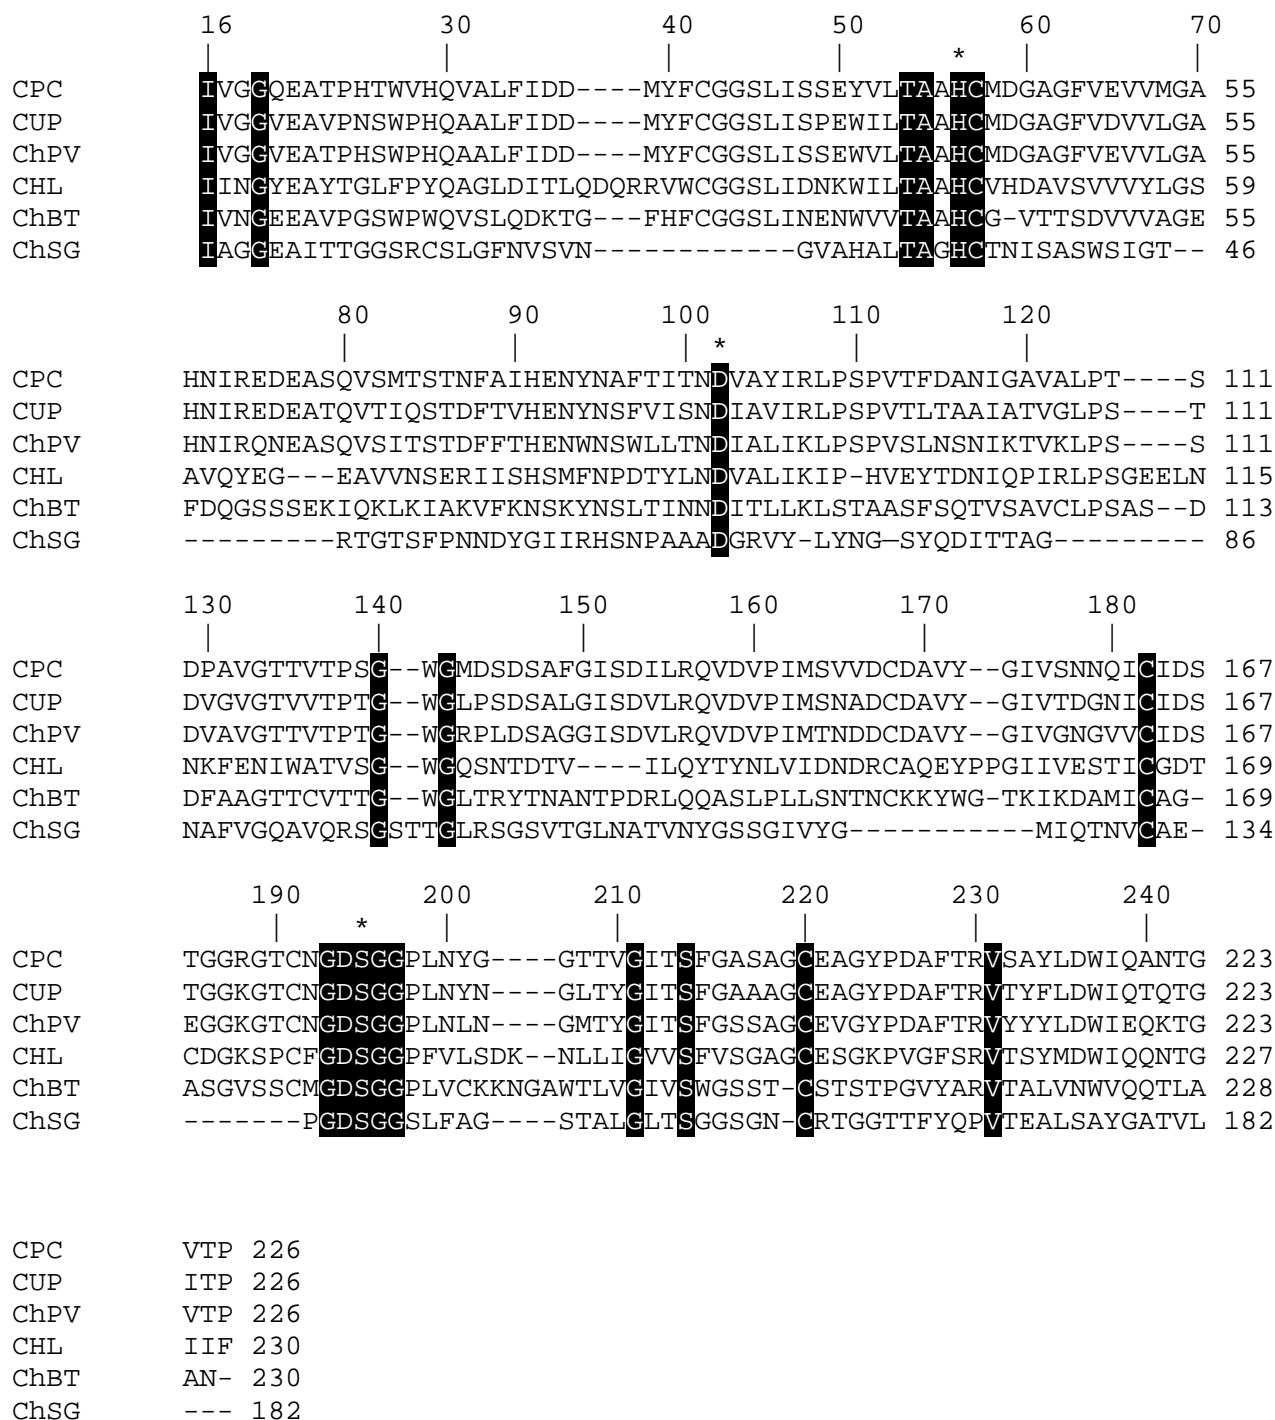 16 30 40 50 60 70
| | | | * | |
CPC IVGGQEATPHTWVHQVALFIDD----MYFCGGSLISSEYVLTAAHCMDGAGFVEVVMGA 55
CUP IVGGVEAVPNSWPHQAALFIDD----MYFCGGSLISPEWILTAAHCMDGAGFVDVVLGA 55
ChPV IVGGVEATPHSWPHQAALFIDD----MYFCGGSLISSEWVLTAAHCMDGAGFVEVVLGA 55
CHL IINGYEAYTGLFPYQAGLDITLQDQRRVWCGGSLIDNKWILTAAHCVHDAVSVVVYLGS 59
ChBT IVNGEEAVPGSWPWQVSLQDKTG---FHFCGGSLINENWVVTAAHCG-VTTSDVVVAGE 55
ChSG IAGGEAITTGGSRCSLGFNVSVN------------GVAHALTAGHCTNISASWSIGT-- 46
80 90 100 110 120
| | | * | |
CPC HNIREDEASQVSMTSTNFAIHENYNAFTITNDVAYIRLPSPVTFDANIGAVALPT----S 111
CUP HNIREDEATQVTIQSTDFTVHENYNSFVISNDIAVIRLPSPVTLTAAIATVGLPS----T 111
ChPV HNIRQNEASQVSITSTDFFTHENWNSWLLTNDIALIKLPSPVSLNSNIKTVKLPS----S 111
CHL AVQYEG---EAVVNSERIISHSMFNPDTYLNDVALIKIP-HVEYTDNIQPIRLPSGEELN 115
ChBT FDQGSSSEKIQKLKIAKVFKNSKYNSLTINNDITLLKLSTAASFSQTVSAVCLPSAS--D 113
ChSG ---------RTGTSFPNNDYGIIRHSNPAAADGRVY-LYNG—SYQDITTAG--------- 86
130 140 150 160 170 180
| | | | | |
CPC DPAVGTTVTPSG--WGMDSDSAFGISDILRQVDVPIMSVVDCDAVY--GIVSNNQICIDS 167
CUP DVGVGTVVTPTG--WGLPSDSALGISDVLRQVDVPIMSNADCDAVY--GIVTDGNICIDS 167
ChPV DVAVGTTVTPTG--WGRPLDSAGGISDVLRQVDVPIMTNDDCDAVY--GIVGNGVVCIDS 167
CHL NKFENIWATVSG--WGQSNTDTV----ILQYTYNLVIDNDRCAQEYPPGIIVESTICGDT 169
ChBT DFAAGTTCVTTG--WGLTRYTNANTPDRLQQASLPLLSNTNCKKYWG-TKIKDAMICAG- 169
ChSG NAFVGQAVQRSGSTTGLRSGSVTGLNATVNYGSSGIVYG-----------MIQTNVCAE- 134
190 200 210 220 230 240
| * | | | | |
CPC TGGRGTCNGDSGGPLNYG----GTTVGITSFGASAGCEAGYPDAFTRVSAYLDWIQANTG 223
CUP TGGKGTCNGDSGGPLNYN----GLTYGITSFGAAAGCEAGYPDAFTRVTYFLDWIQTQTG 223
ChPV EGGKGTCNGDSGGPLNLN----GMTYGITSFGSSAGCEVGYPDAFTRVYYYLDWIEQKTG 223
CHL CDGKSPCFGDSGGPFVLSDK--NLLIGVVSFVSGAGCESGKPVGFSRVTSYMDWIQQNTG 227
ChBT ASGVSSCMGDSGGPLVCKKNGAWTLVGIVSWGSST-CSTSTPGVYARVTALVNWVQQTLA 228
ChSG -------PGDSGGSLFAG----STALGLTSGGSGN-CRTGGTTFYQPVTEALSAYGATVL 182
CPC VTP 226
CUP ITP 226
ChPV VTP 226
CHL IIF 230
ChBT AN- 230
ChSG --- 182